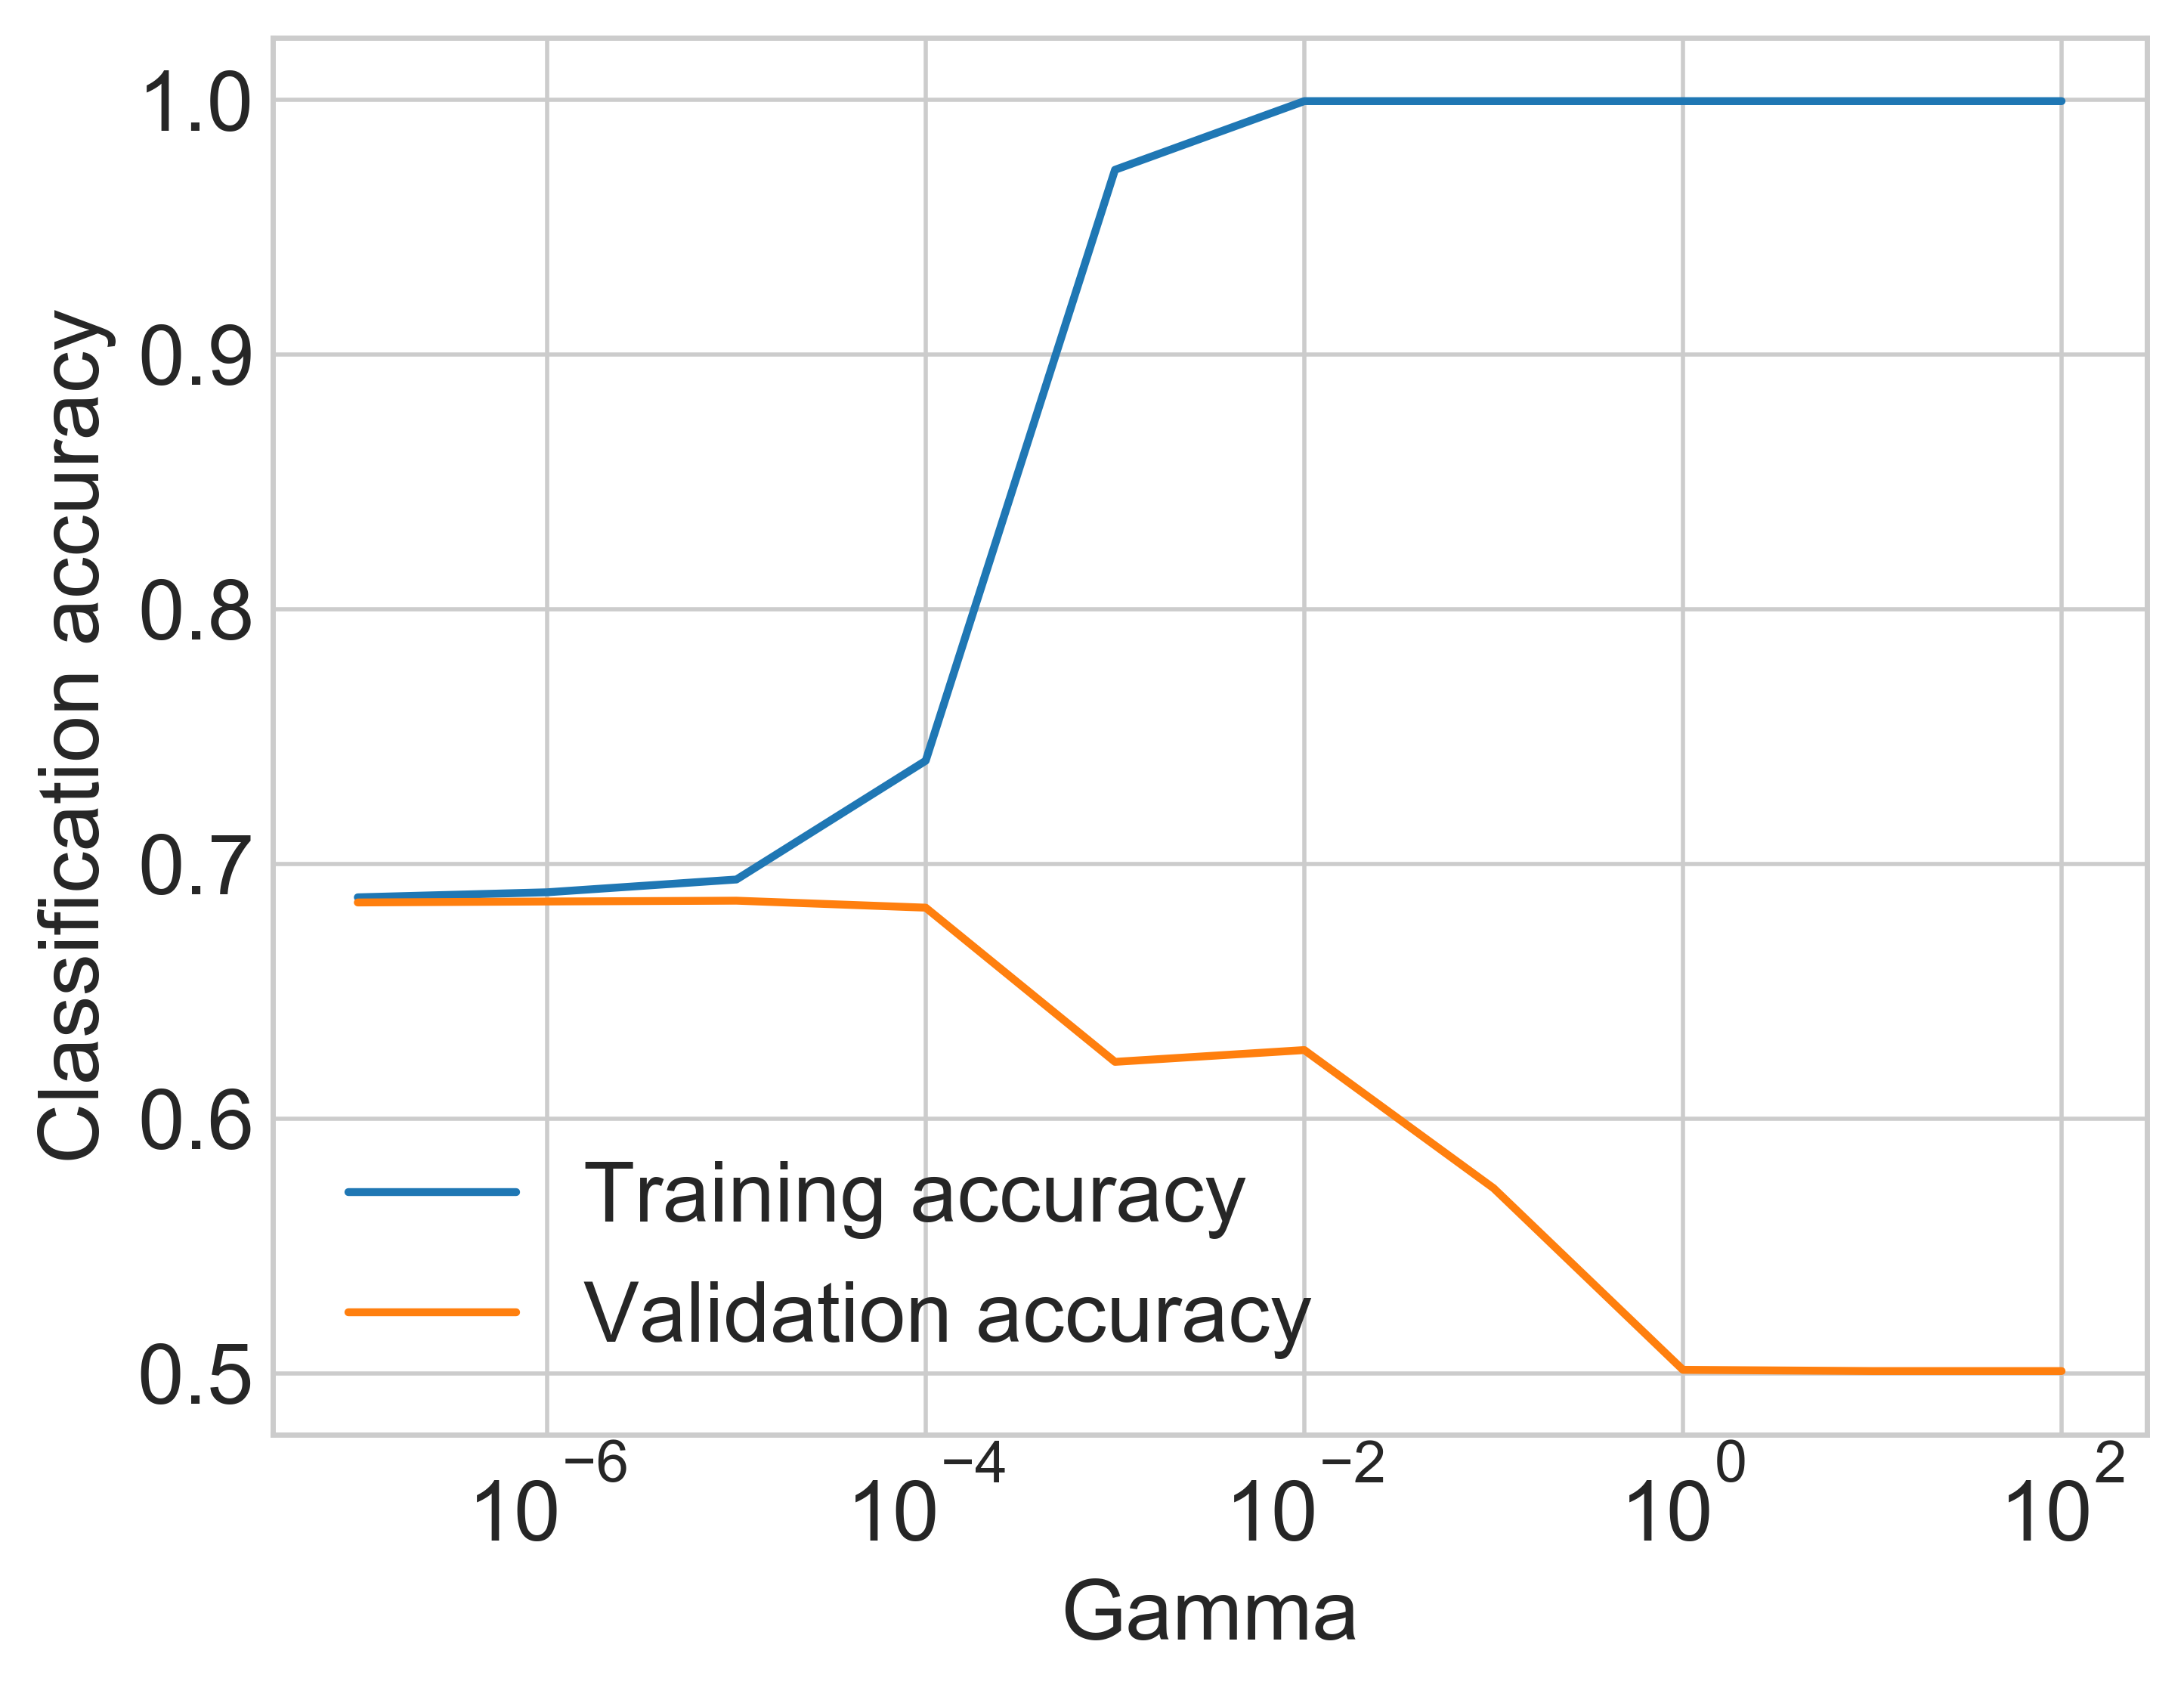 1.0
0.9
0.8
0.7
0.6
0.5
Classification accuracy
Training accuracy
Validation accuracy
10⁻⁶ 10⁻⁴ 10⁻² 10⁰ 10²
Gamma